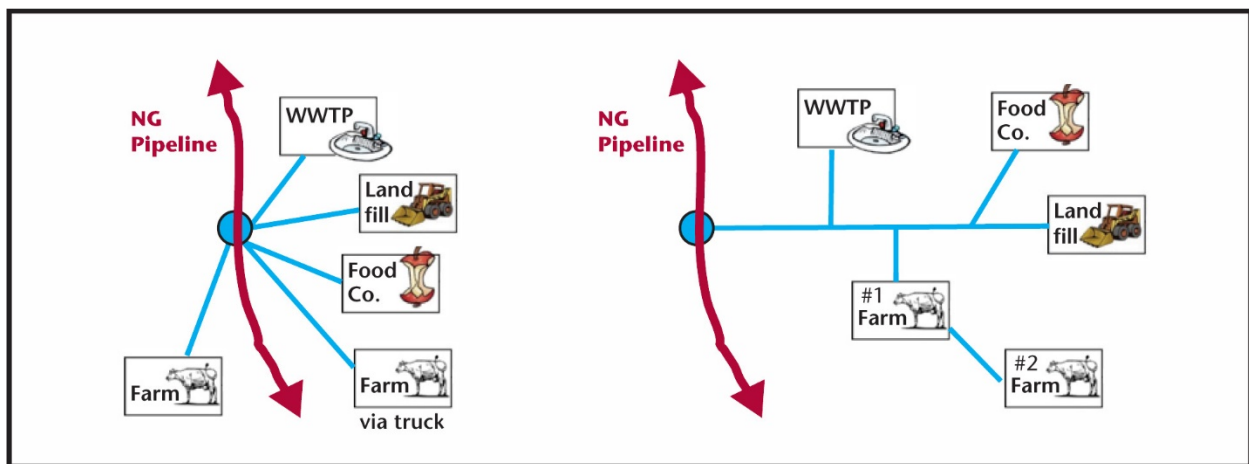 NG
Pipeline
WWTP
Land
fill
Food
Co.
Farm
Farm
via truck
NG
Pipeline
WWTP
Food
Co.
Land
fill
#1
Farm
#2
Farm